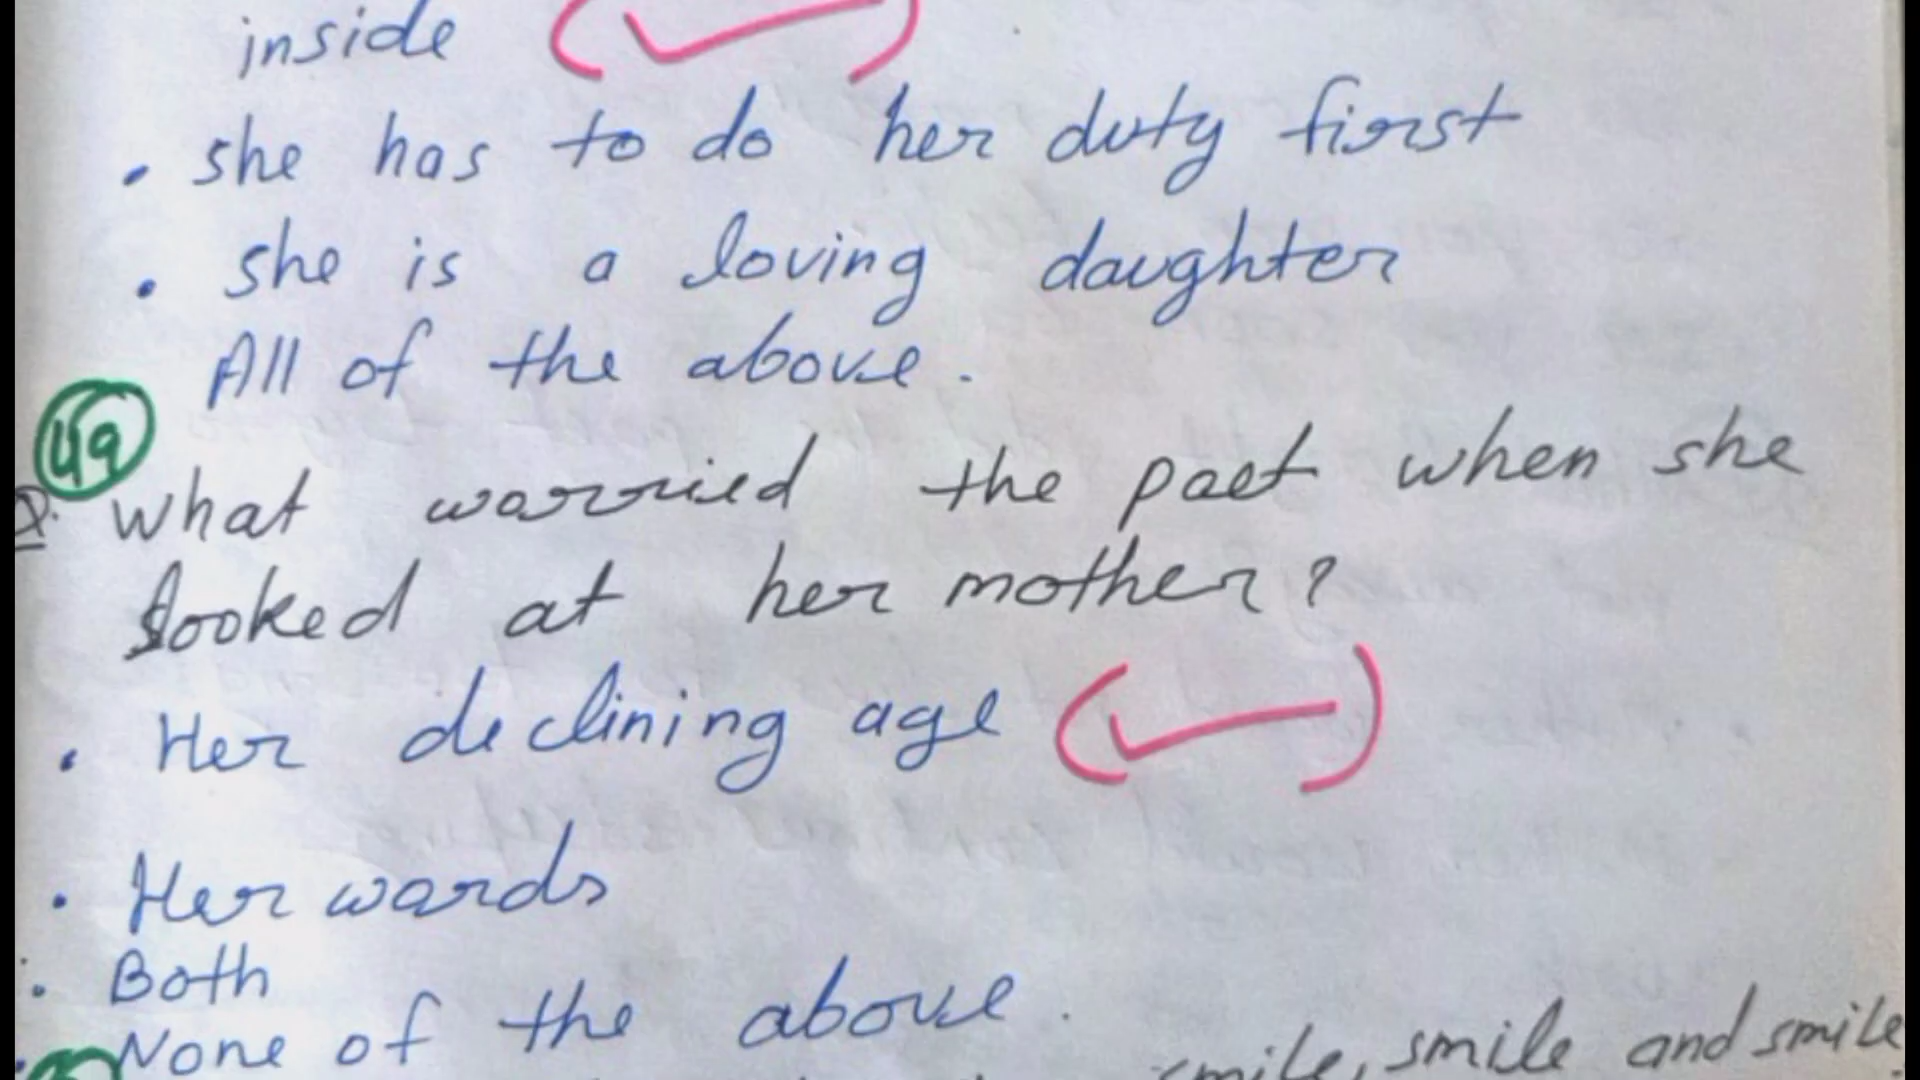 inside
• she has to do her duty first
• she is a loving daughter
All of the above.
49
Q. What worried the paet when she
looked at her mother?
• Her declining age
• Her wards
• Both
• None of the above.
smile, smile and smile